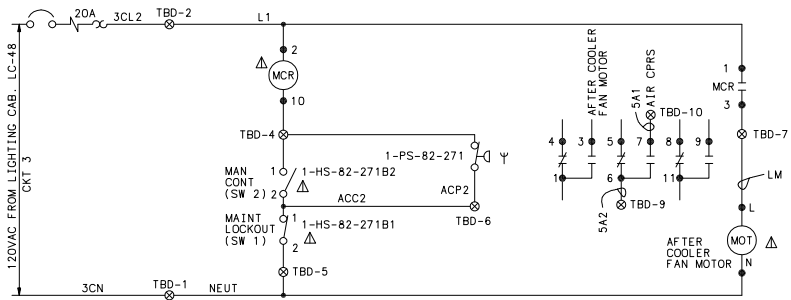 20A
3CL2
TBD-2
L1
120VAC FROM LIGHTING CAB. LC-48
CKT 3
2
MCR
10
TBD-4
1-PS-82-271
MAN
CONT
(SW 2)
1
2
1-HS-82-271B2
ACC2
ACP2
TBD-6
MAINT
LOCKOUT
(SW 1)
1
2
1-HS-82-271B1
TBD-5
3CN
TBD-1
NEUT
AFTER COOLER
FAN MOTOR
5A1
AIR CPRS
TBD-10
4
3
5
7
8
9
1
6
11
5A2
TBD-9
1
MCR
3
TBD-7
LM
L
MOT
N
AFTER
COOLER
FAN MOTOR